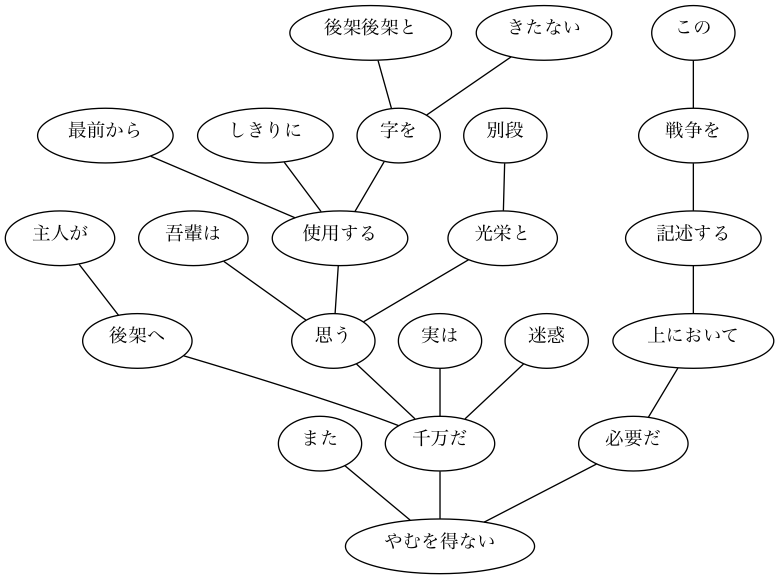 後架後架と
きたない
この
最前から
しきりに
字を
別段
戦争を
主人が
吾輩は
使用する
光栄と
記述する
後架へ
思う
実は
迷惑
上において
また
千万だ
必要だ
やむを得ない